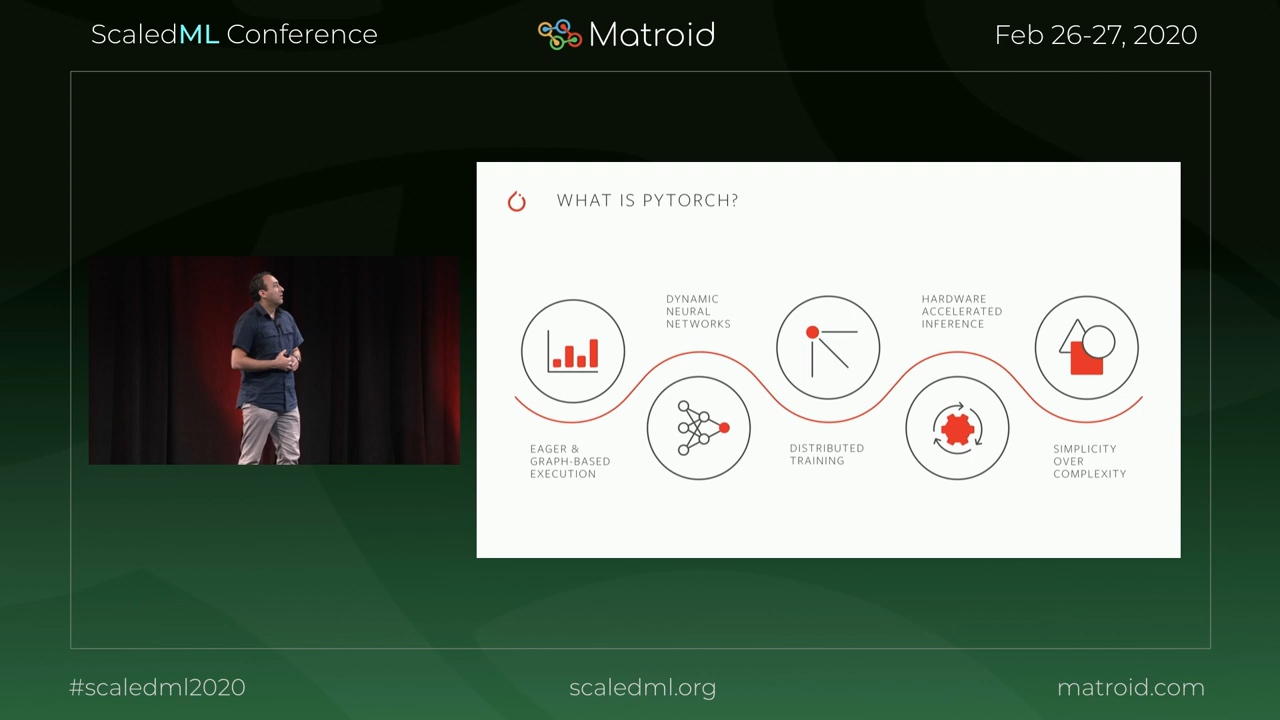 ScaledML Conference
Matroid
Feb 26-27, 2020
WHAT IS PYTORCH?
EAGER &
GRAPH-BASED
EXECUTION
DYNAMIC
NEURAL
NETWORKS
DISTRIBUTED
TRAINING
HARDWARE
ACCELERATED
INFERENCE
SIMPLICITY
OVER
COMPLEXITY
#scaledml2020
scaledml.org
matroid.com